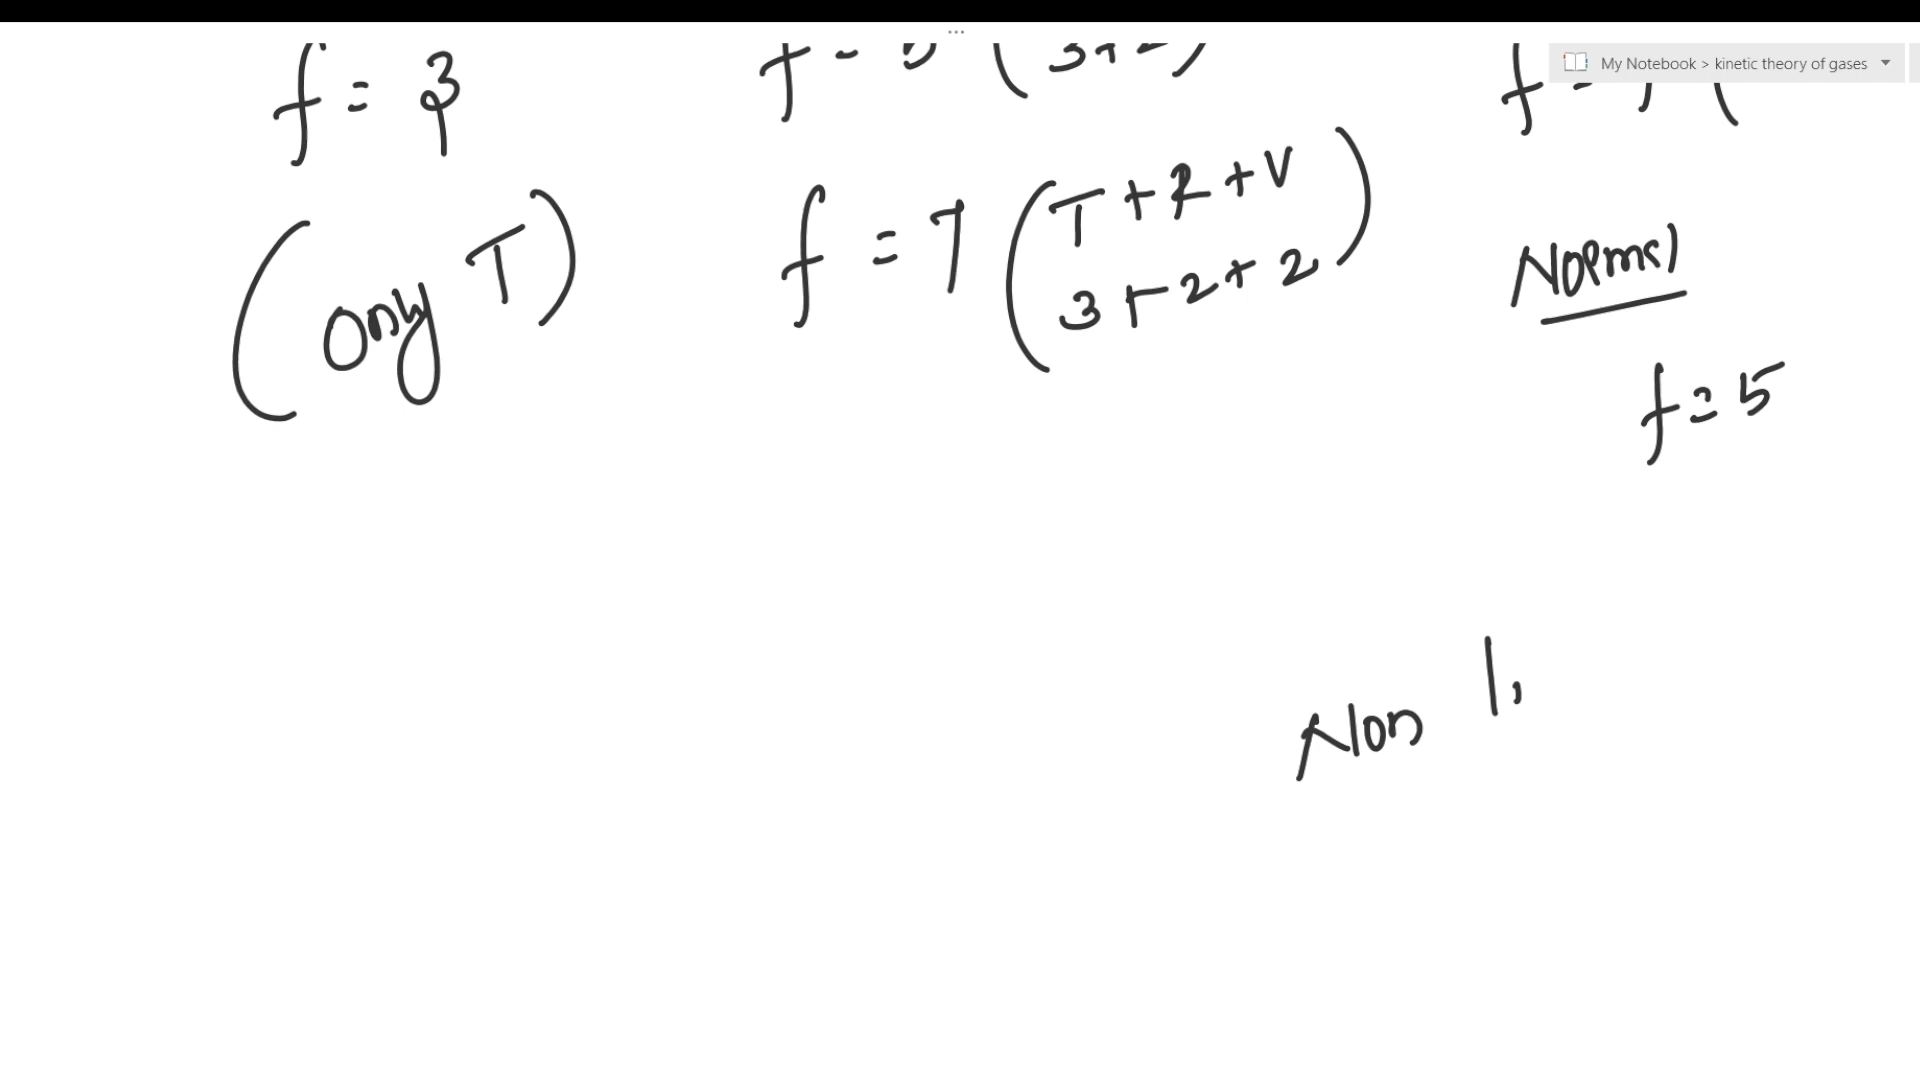 My Notebook > kinetic theory of gases
f = 3
(only T)
f = 7 (T + R + V
3 + 2 + 2)
Normal
f = 5
Non